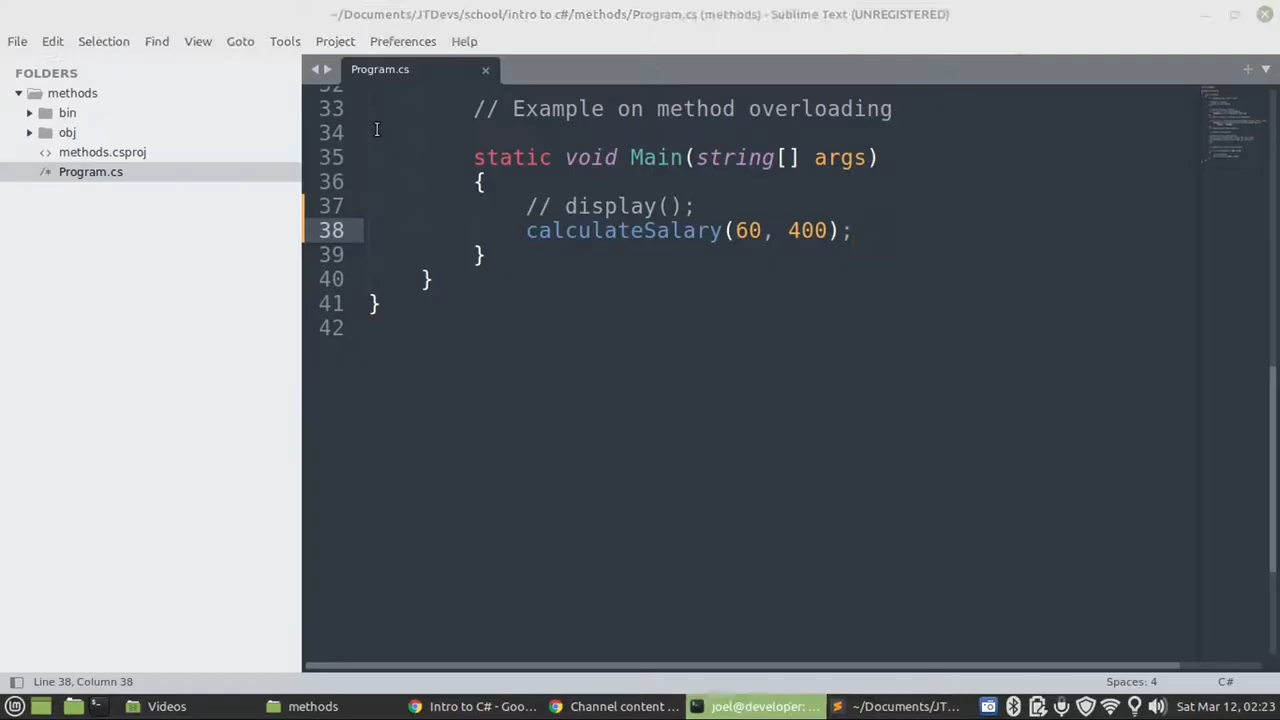 ~/Documents/JTDevs/school/intro to c#/methods/Program.cs (methods) - Sublime Text (UNREGISTERED)
File Edit Selection Find View Goto Tools Project Preferences Help
FOLDERS
methods
bin
obj
<> methods.csproj
/* Program.cs
Program.cs
32
33 // Example on method overloading
34
35 static void Main(string[] args)
36 {
37 // display();
38 calculateSalary(60, 400);
39 }
40 }
41 }
42
Line 38, Column 38
Spaces: 4
C#
Videos
methods
Intro to C# - Goo...
Channel content ...
joel@developer: ...
~/Documents/JT...
Sat Mar 12, 02:23